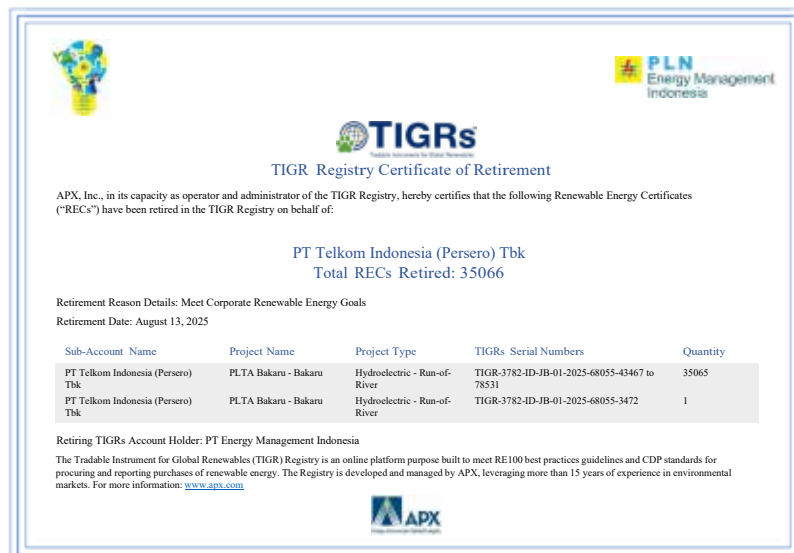 PLN
Energy Management
Indonesia
TIGRs
Tradable Instruments for Global Renewables
TIGR Registry Certificate of Retirement
APX, Inc., in its capacity as operator and administrator of the TIGR Registry, hereby certifies that the following Renewable Energy Certificates
(“RECs”) have been retired in the TIGR Registry on behalf of:
PT Telkom Indonesia (Persero) Tbk
Total RECs Retired: 35066
Retirement Reason Details: Meet Corporate Renewable Energy Goals
Retirement Date: August 13, 2025
Sub-Account Name Project Name Project Type TIGRs Serial Numbers Quantity
PT Telkom Indonesia (Persero) PLTA Bakaru - Bakaru Hydroelectric - Run-of- TIGR-3782-ID-JB-01-2025-68055-43467 to 35065
Tbk River 78531
PT Telkom Indonesia (Persero) PLTA Bakaru - Bakaru Hydroelectric - Run-of- TIGR-3782-ID-JB-01-2025-68055-3472 1
Tbk River
Retiring TIGRs Account Holder: PT Energy Management Indonesia
The Tradable Instrument for Global Renewables (TIGR) Registry is an online platform purpose built to meet RE100 best practices guidelines and CDP standards for
procuring and reporting purchases of renewable energy. The Registry is developed and managed by APX, leveraging more than 15 years of experience in environmental
markets. For more information: www.apx.com
APX